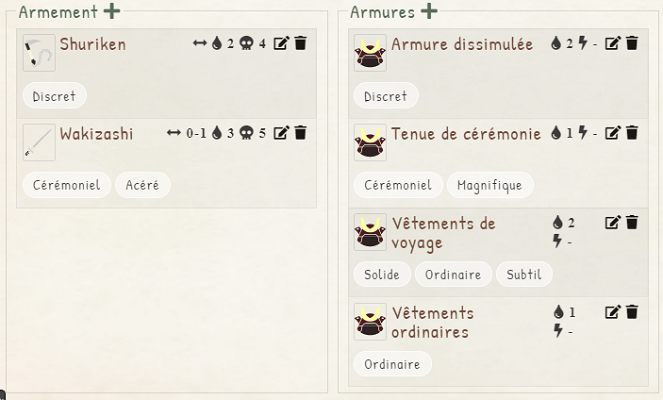 Armement
Shuriken 2 4
Discret
Wakizashi 0-1 3 5
Cérémoniel Acéré
Armures
Armure dissimulée 2 -
Discret
Tenue de cérémonie 1 -
Cérémoniel Magnifique
Vêtements de 2
voyage -
Solide Ordinaire Subtil
Vêtements 1
ordinaires -
Ordinaire